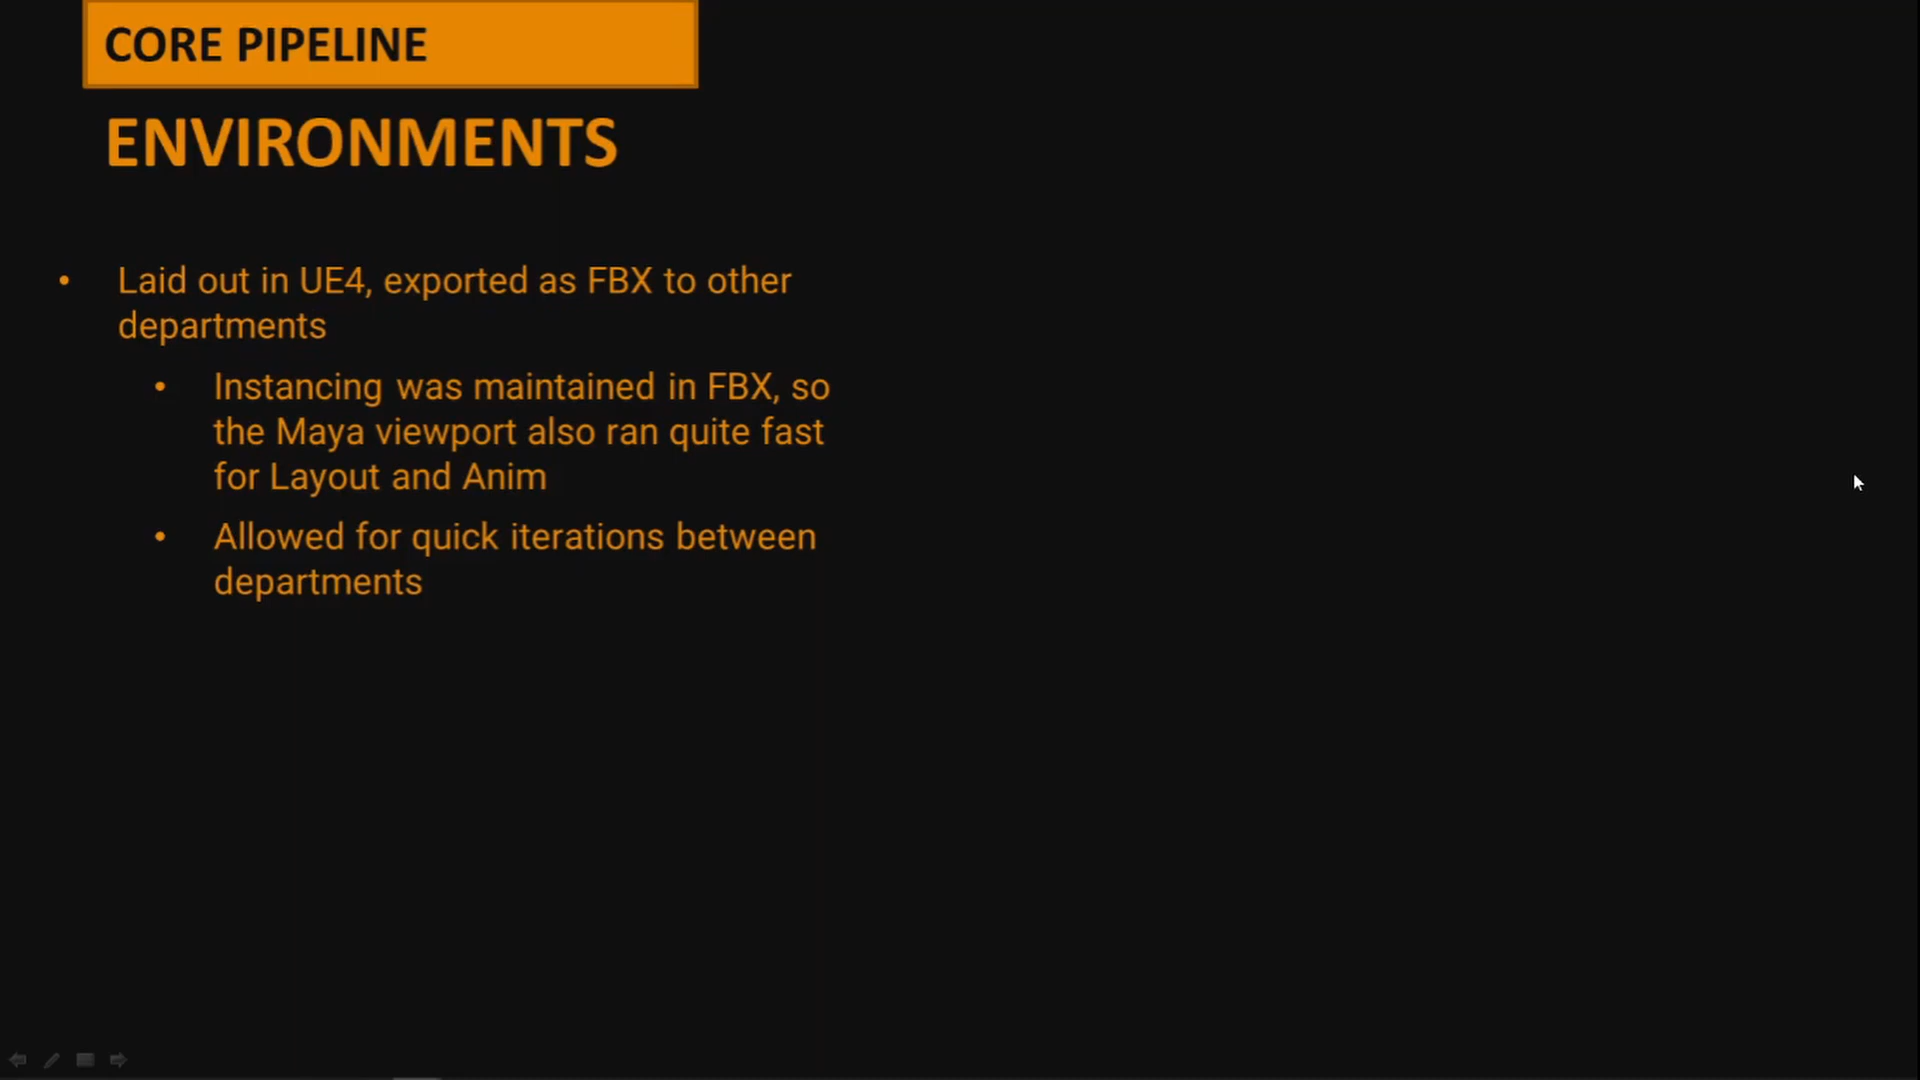 CORE PIPELINE
ENVIRONMENTS
• Laid out in UE4, exported as FBX to other
departments
• Instancing was maintained in FBX, so
the Maya viewport also ran quite fast
for Layout and Anim
• Allowed for quick iterations between
departments